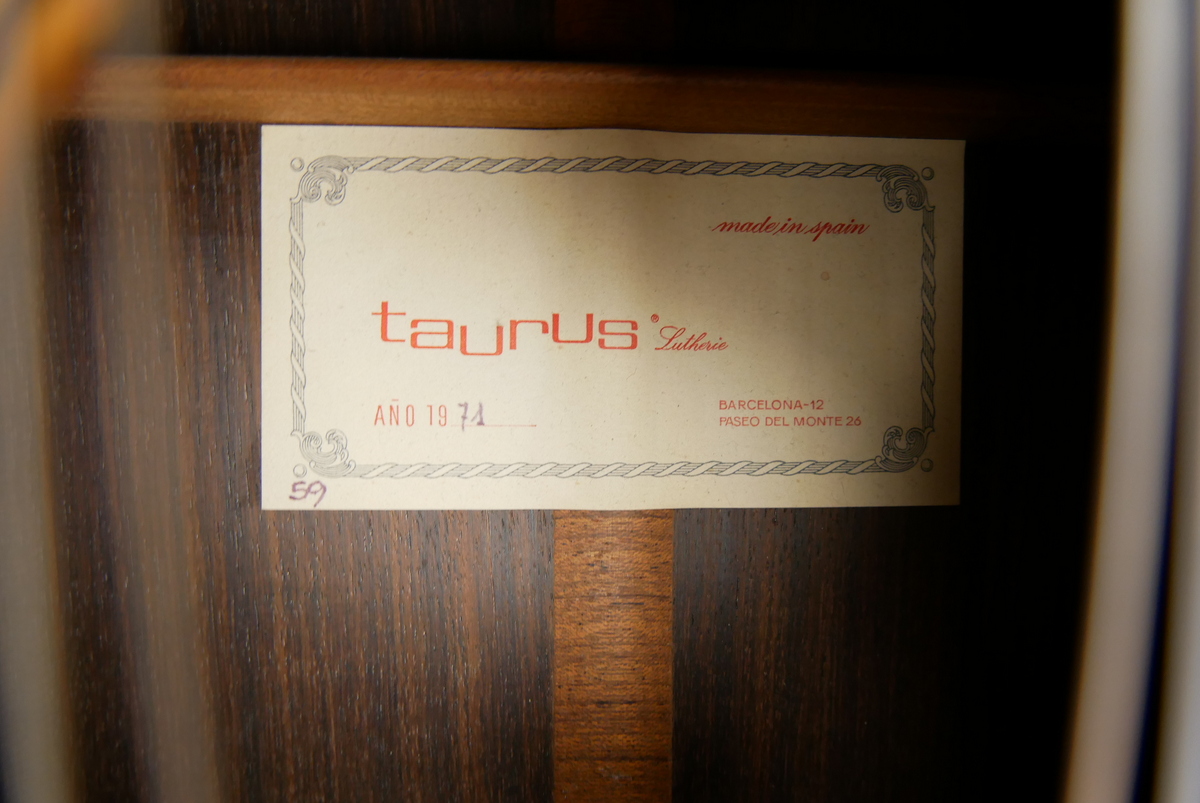 made in spain
taurus® Lutherie
AÑO 1971
BARCELONA-12
PASEO DEL MONTE 26
59